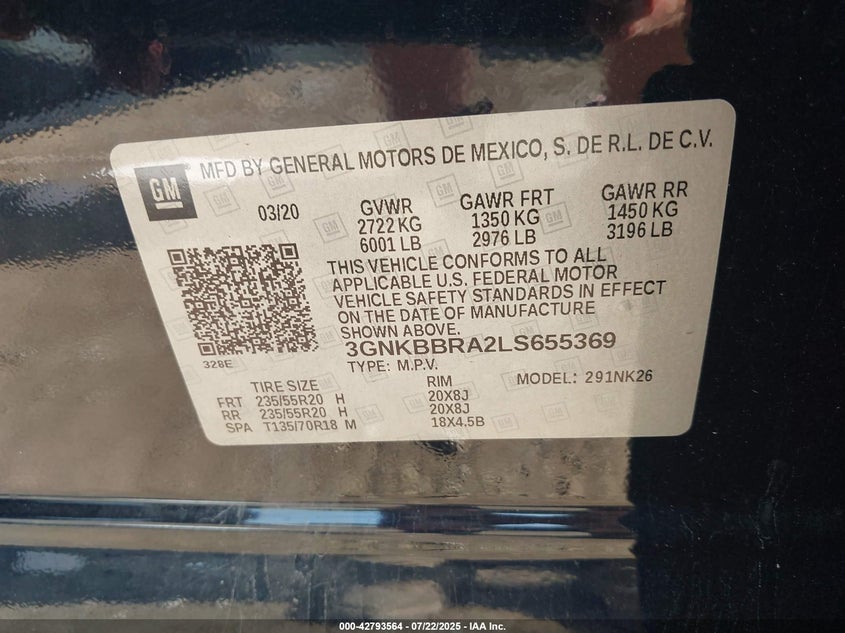 GM
MFD BY GENERAL MOTORS DE MEXICO, S. DE R.L. DE C.V.
03/20
GVWR
2722 KG
6001 LB
GAWR FRT
1350 KG
2976 LB
GAWR RR
1450 KG
3196 LB
THIS VEHICLE CONFORMS TO ALL
APPLICABLE U.S. FEDERAL MOTOR
VEHICLE SAFETY STANDARDS IN EFFECT
ON THE DATE OF MANUFACTURE
SHOWN ABOVE.
3GNKBBRA2LS655369
328E
TYPE: M.P.V.
TIRE SIZE RIM MODEL: 291NK26
FRT 235/55R20 H 20X8J
RR 235/55R20 H 20X8J
SPA T135/70R18 M 18X4.5B
000-42793564 - 07/22/2025 - IAA Inc.